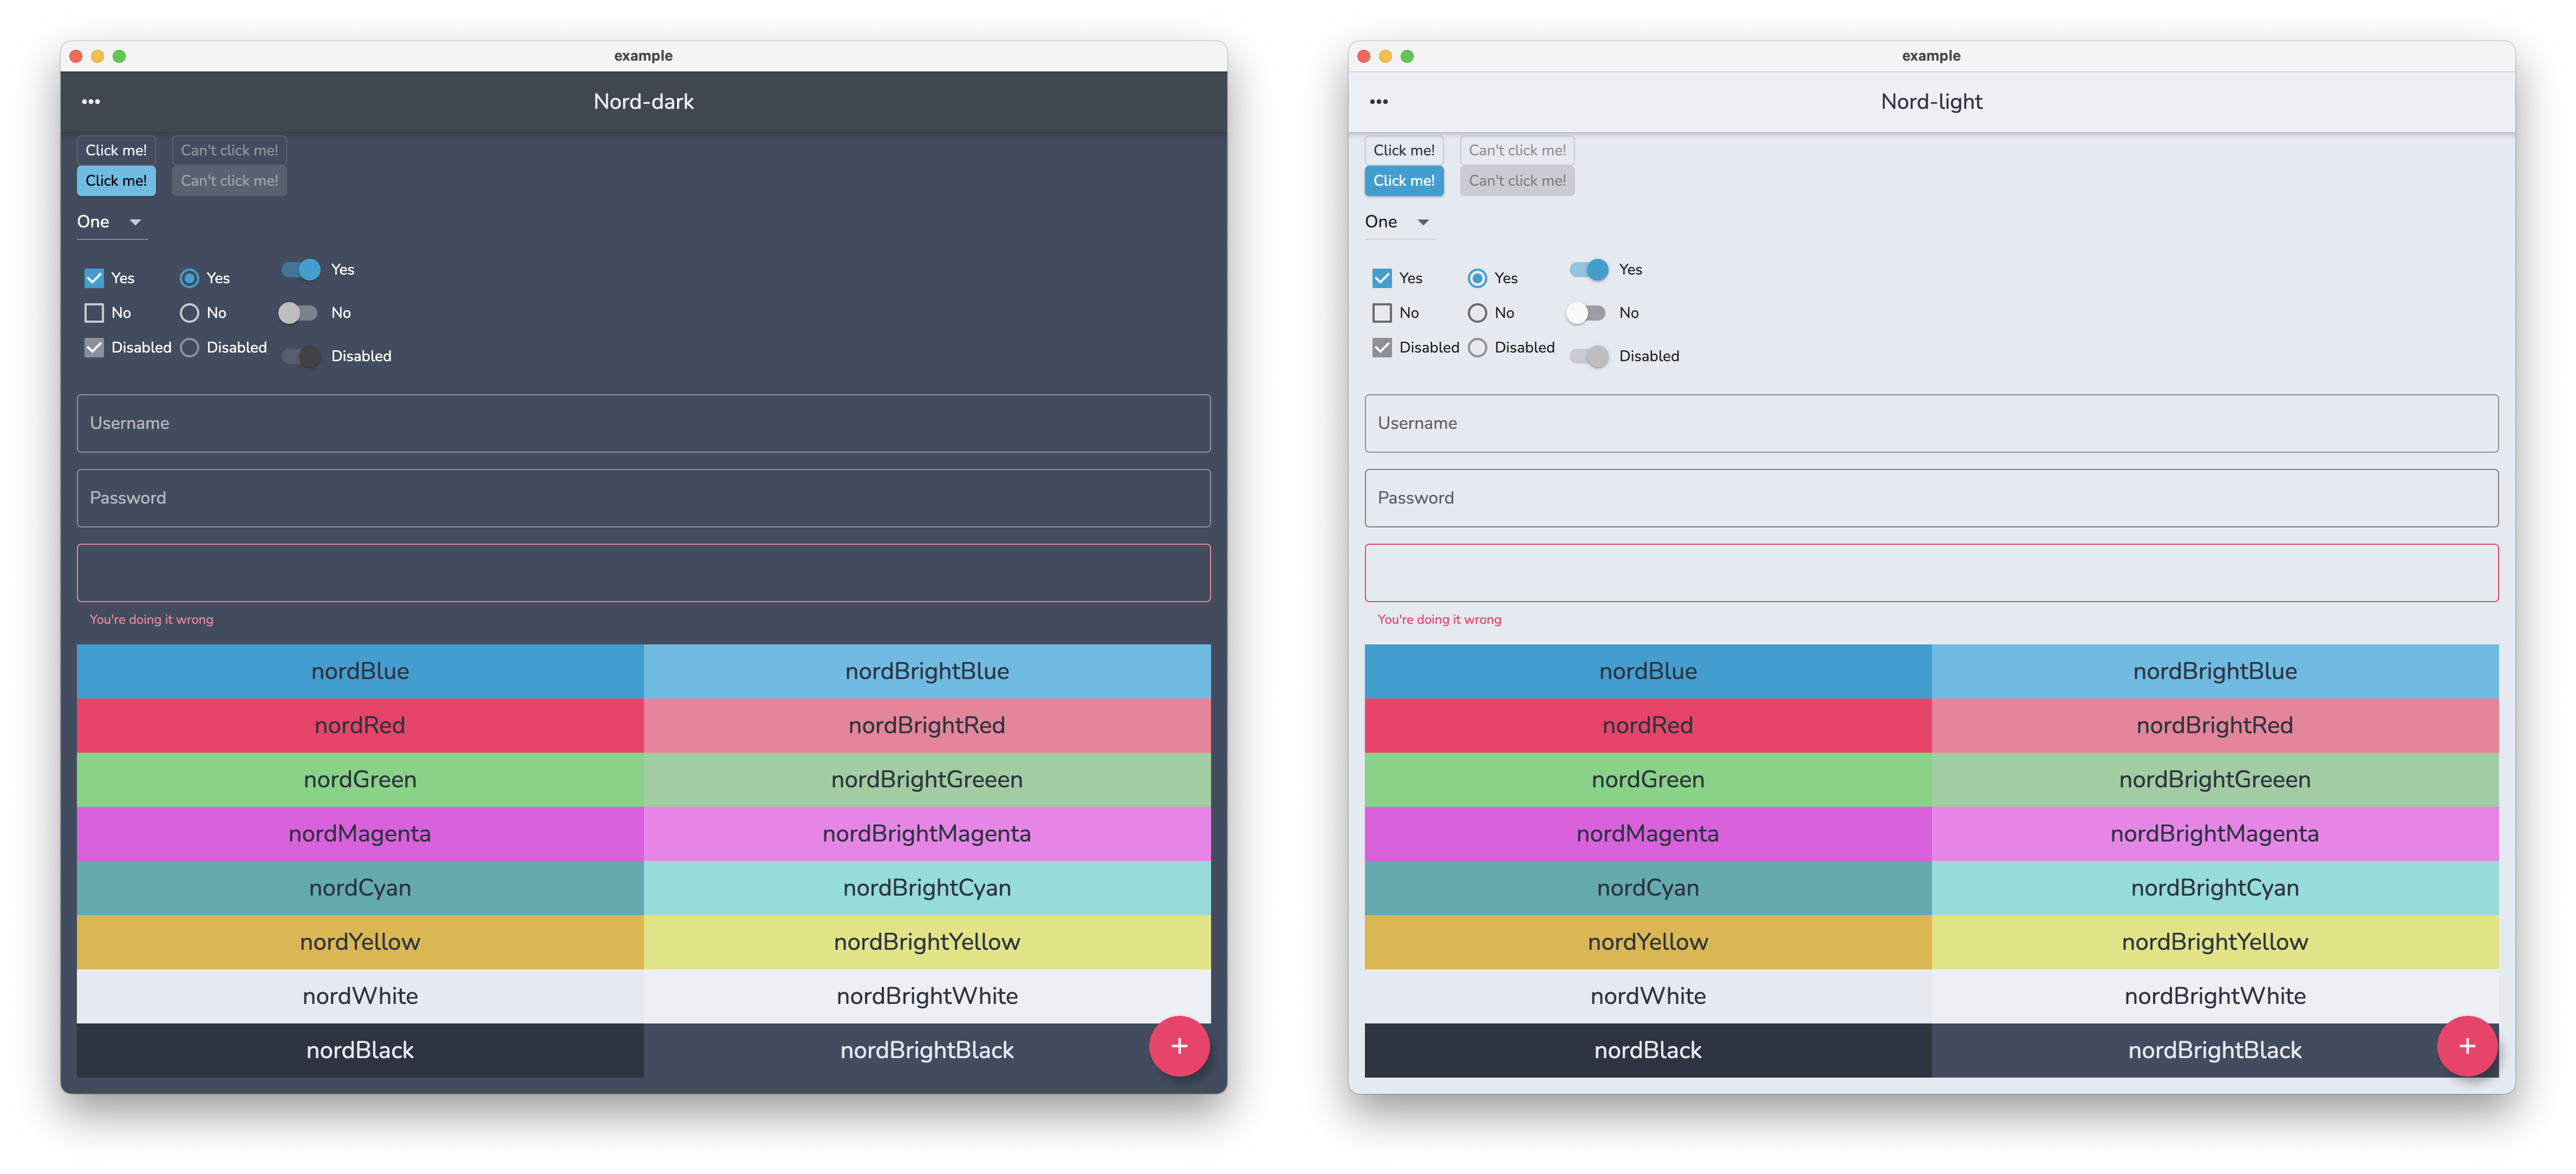 example
Nord-dark
Click me! Can't click me!
Click me! Can't click me!
One
Yes Yes Yes
No No No
Disabled Disabled Disabled
Username
Password
You're doing it wrong
nordBlue nordBrightBlue
nordRed nordBrightRed
nordGreen nordBrightGreeen
nordMagenta nordBrightMagenta
nordCyan nordBrightCyan
nordYellow nordBrightYellow
nordWhite nordBrightWhite
nordBlack nordBrightBlack
+
example
Nord-light
Click me! Can't click me!
Click me! Can't click me!
One
Yes Yes Yes
No No No
Disabled Disabled Disabled
Username
Password
You're doing it wrong
nordBlue nordBrightBlue
nordRed nordBrightRed
nordGreen nordBrightGreeen
nordMagenta nordBrightMagenta
nordCyan nordBrightCyan
nordYellow nordBrightYellow
nordWhite nordBrightWhite
nordBlack nordBrightBlack
+